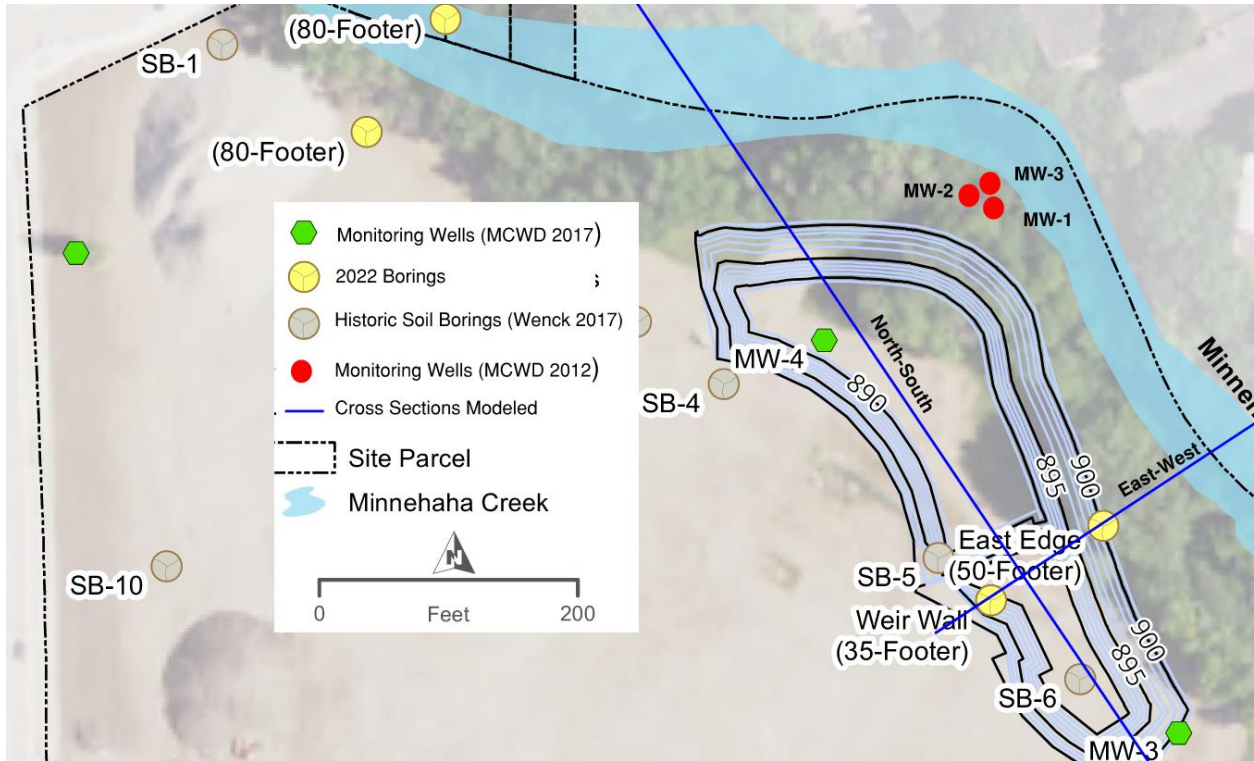 (80-Footer)
SB-1
(80-Footer)
MW-3
MW-2
MW-1
Monitoring Wells (MCWD 2017)
2022 Borings
Historic Soil Borings (Wenck 2017)
Monitoring Wells (MCWD 2012)
Cross Sections Modeled
Site Parcel
Minnehaha Creek
N
0
200
Feet
MW-4
SB-4
890
North-South
Minne
895
900
East-West
East Edge
(50-Footer)
SB-5
SB-10
Weir Wall
(35-Footer)
900
895
SB-6
MW-3